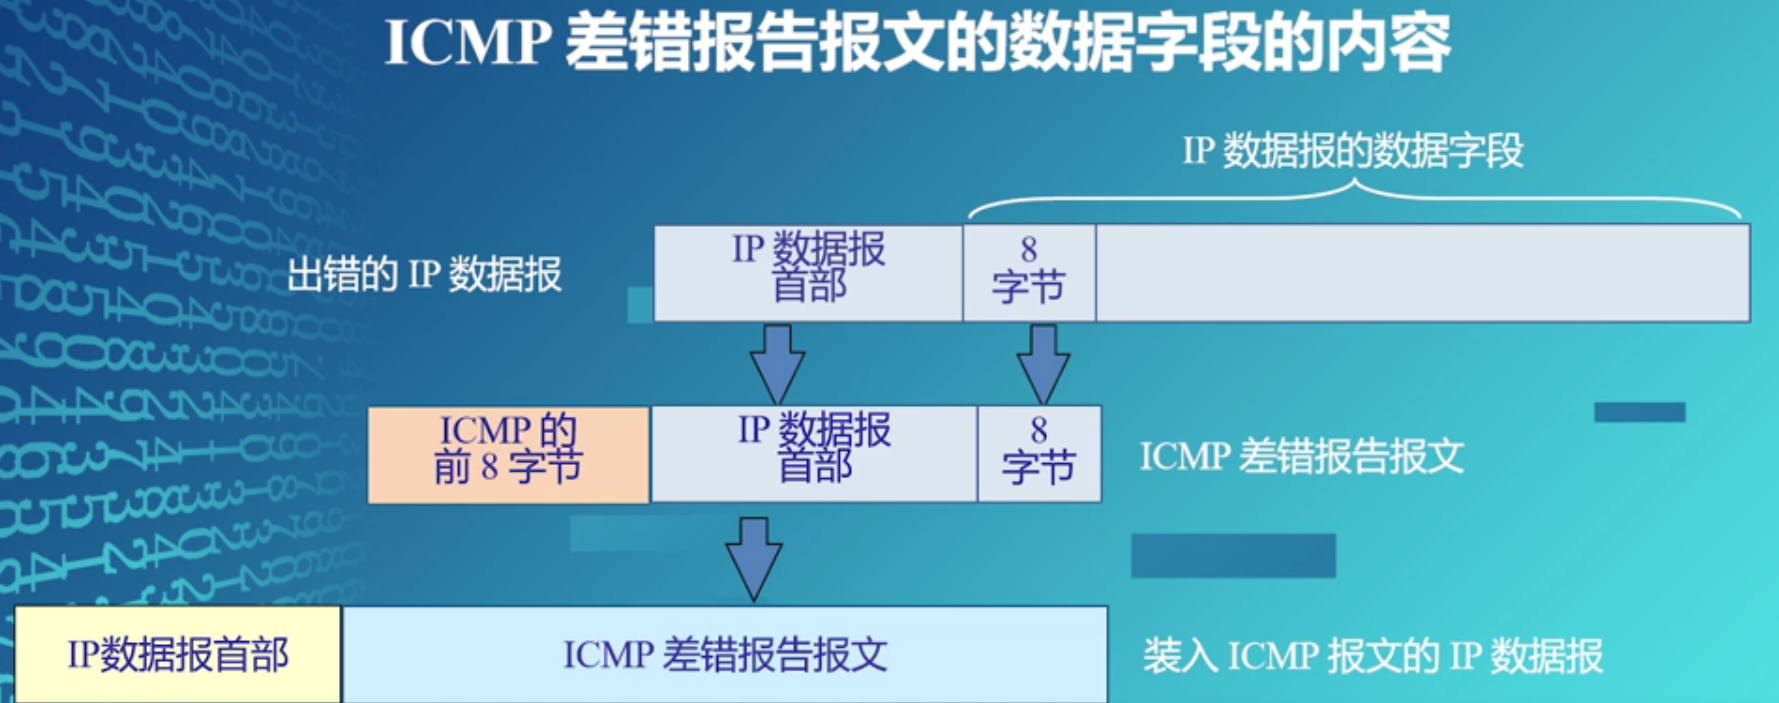 ICMP 差错报告报文的数据字段的内容
IP 数据报的数据字段
出错的 IP 数据报
IP 数据报
首部
8
字节
ICMP 的
前 8 字节
IP 数据报
首部
8
字节
ICMP 差错报告报文
IP数据报首部
ICMP 差错报告报文
装入 ICMP 报文的 IP 数据报